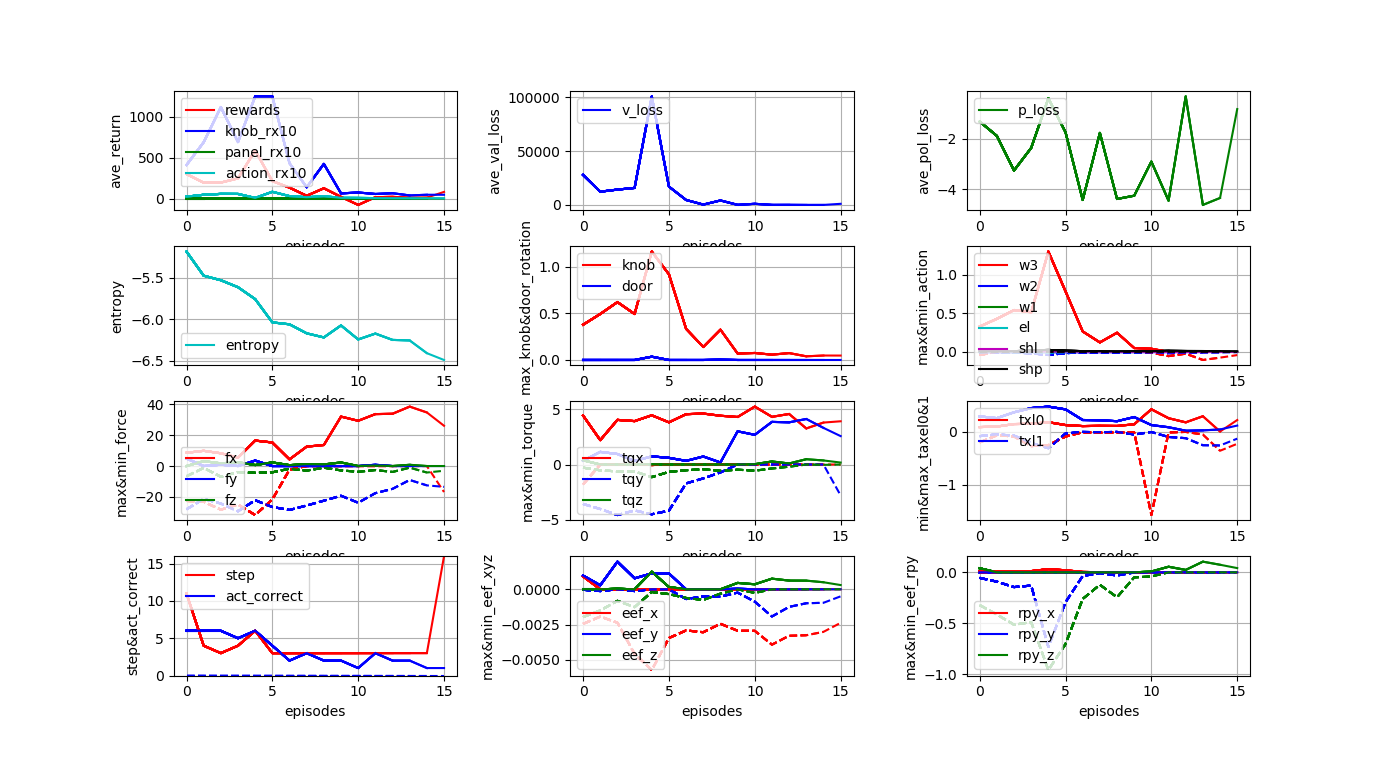 ave_return
1000
500
0
rewards
knob_rx10
panel_rx10
action_rx10
0 5 10 15
episodes
ave_val_loss
100000
50000
0
v_loss
0 5 10 15
episodes
ave_pol_loss
−2
−4
p_loss
0 5 10 15
episodes
entropy
−5.5
−6.0
−6.5
entropy
0 5 10 15
episodes
max_knob&door_rotation
1.0
0.5
0.0
knob
door
0 5 10 15
episodes
max&min_action
1.0
0.5
0.0
w3
w2
w1
el
shl
shp
0 5 10 15
episodes
max&min_force
40
20
0
−20
fx
fy
fz
0 5 10 15
episodes
max&min_torque
5
0
−5
tqx
tqy
tqz
0 5 10 15
episodes
min&max_taxel0&1
0
−1
txl0
txl1
0 5 10 15
episodes
step&act_correct
15
10
5
0
step
act_correct
0 5 10 15
episodes
max&min_eef_xyz
0.0000
−0.0025
−0.0050
eef_x
eef_y
eef_z
0 5 10 15
episodes
max&min_eef_rpy
0.0
−0.5
−1.0
rpy_x
rpy_y
rpy_z
0 5 10 15
episodes